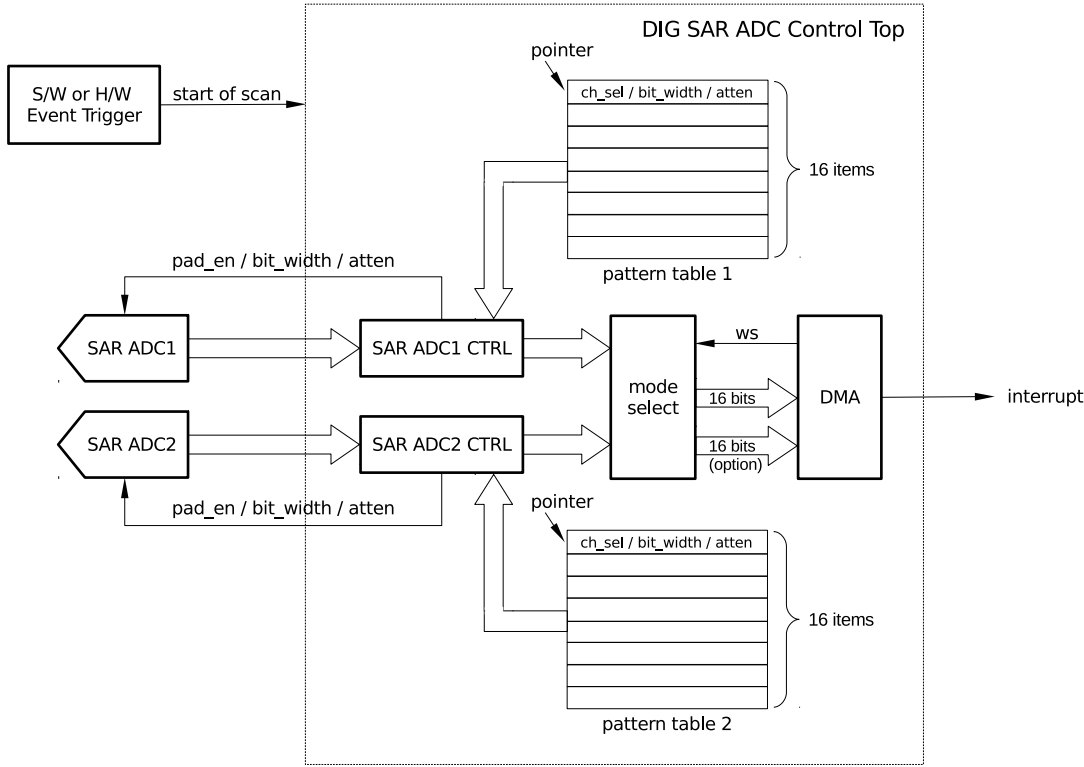 DIG SAR ADC Control Top
pointer
S/W or H/W
Event Trigger
start of scan
ch_sel / bit_width / atten
16 items
pattern table 1
pad_en / bit_width / atten
SAR ADC1
SAR ADC1 CTRL
ws
mode
select
16 bits
DMA
interrupt
SAR ADC2
SAR ADC2 CTRL
16 bits
(option)
pad_en / bit_width / atten
pointer
ch_sel / bit_width / atten
16 items
pattern table 2